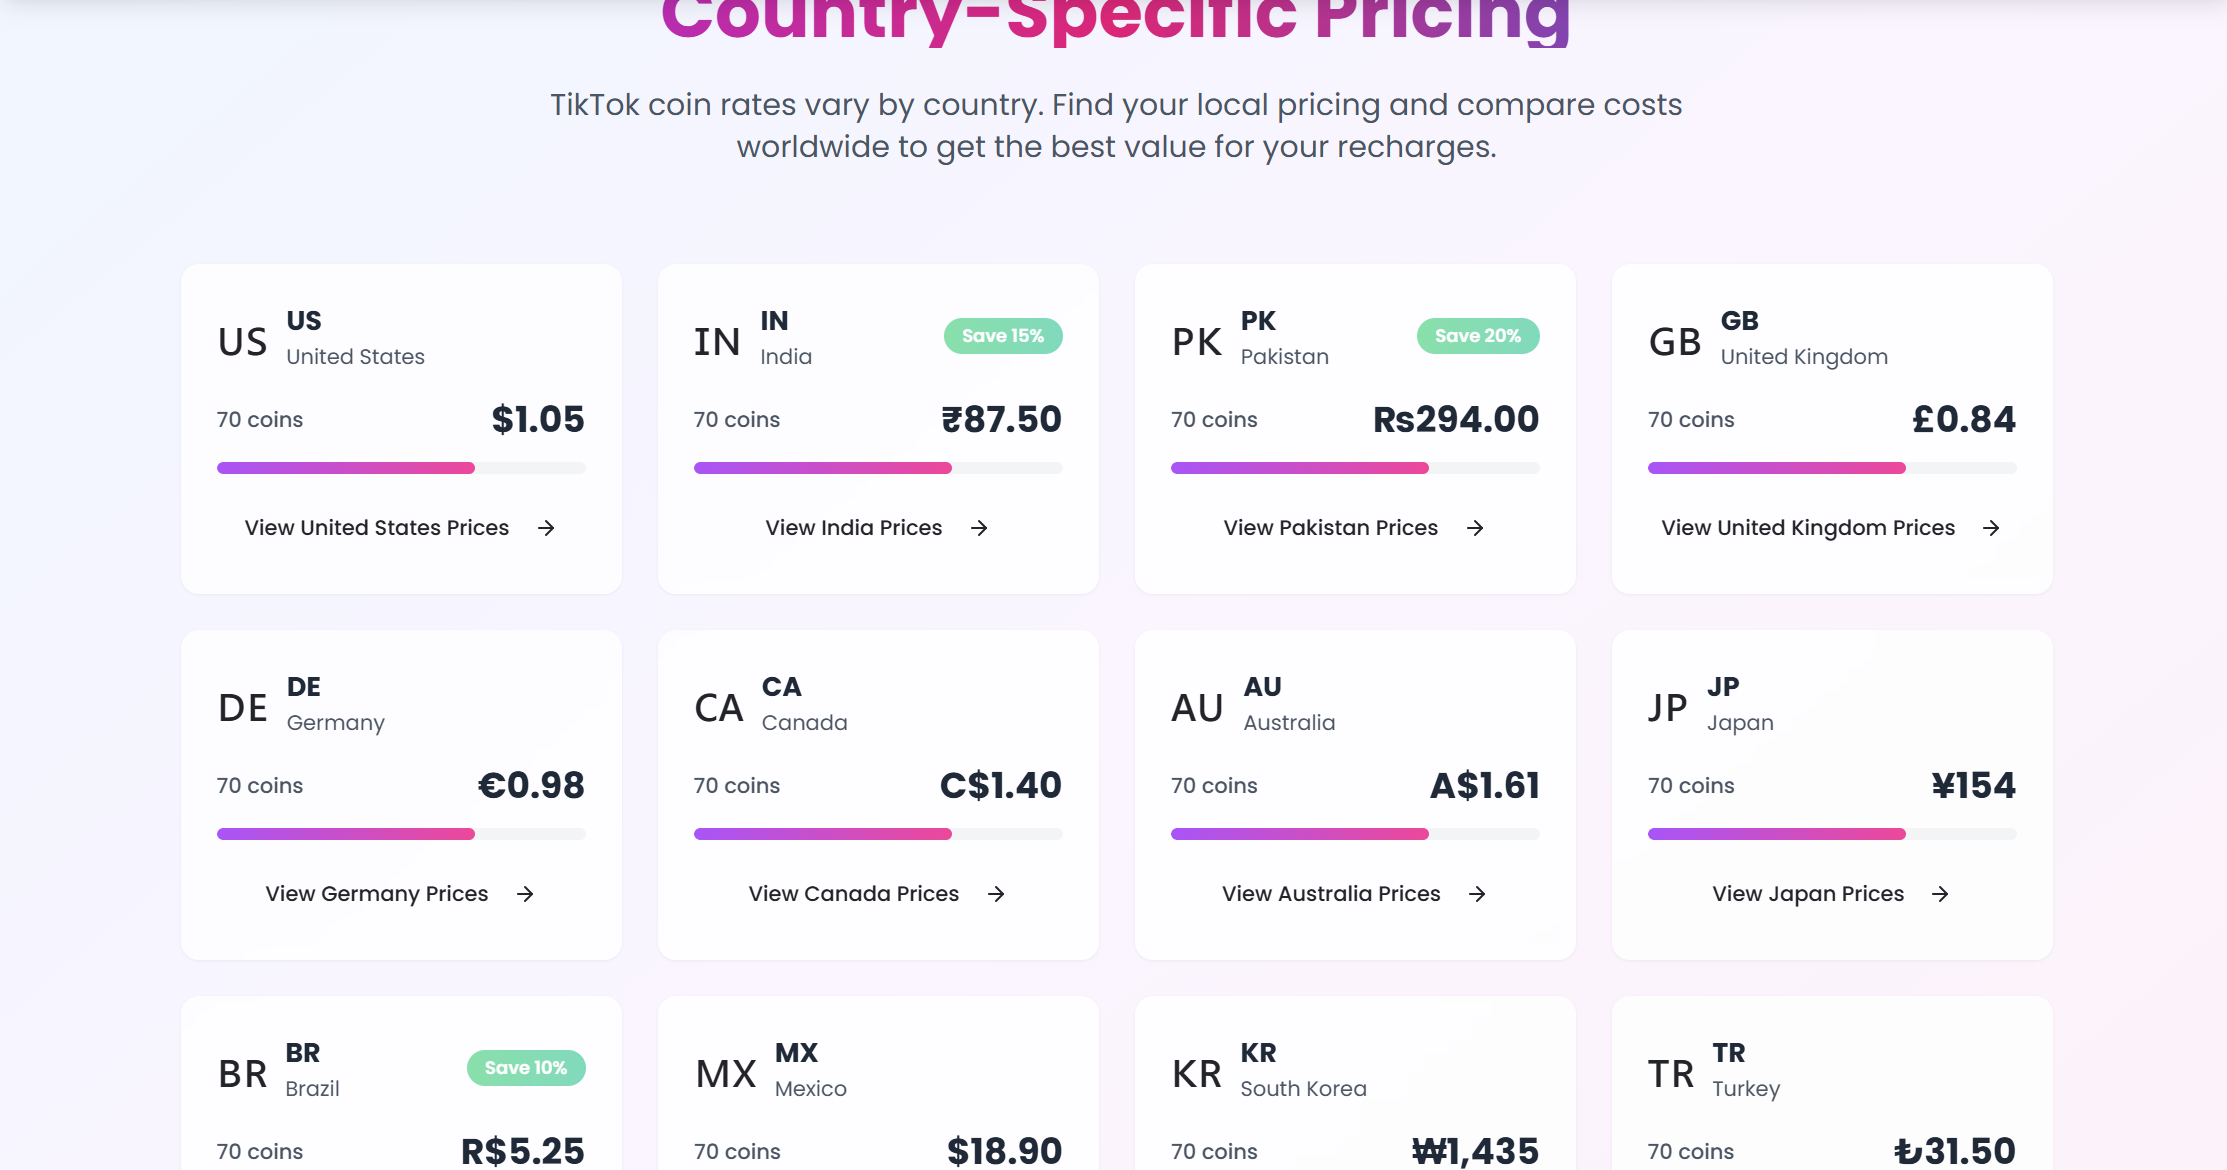 Country-Specific Pricing
TikTok coin rates vary by country. Find your local pricing and compare costs
worldwide to get the best value for your recharges.
US
US
United States
70 coins
$1.05
View United States Prices
IN
IN
India
Save 15%
70 coins
₹87.50
View India Prices
PK
PK
Pakistan
Save 20%
70 coins
₨294.00
View Pakistan Prices
GB
GB
United Kingdom
70 coins
£0.84
View United Kingdom Prices
DE
DE
Germany
70 coins
€0.98
View Germany Prices
CA
CA
Canada
70 coins
C$1.40
View Canada Prices
AU
AU
Australia
70 coins
A$1.61
View Australia Prices
JP
JP
Japan
70 coins
¥154
View Japan Prices
BR
BR
Brazil
Save 10%
70 coins
R$5.25
MX
MX
Mexico
70 coins
$18.90
KR
KR
South Korea
70 coins
₩1,435
TR
TR
Turkey
70 coins
₺31.50